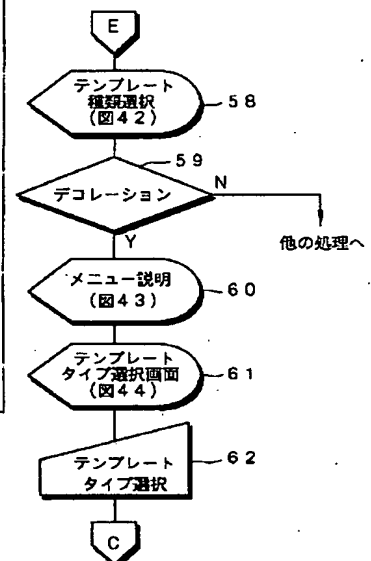 E
テンプレート
種類選択
(図42)
58
59
デコレーション
N
他の処理へ
Y
メニュー説明
(図43)
60
テンプレート
タイプ選択画面
(図44)
61
テンプレート
タイプ選択
62
C